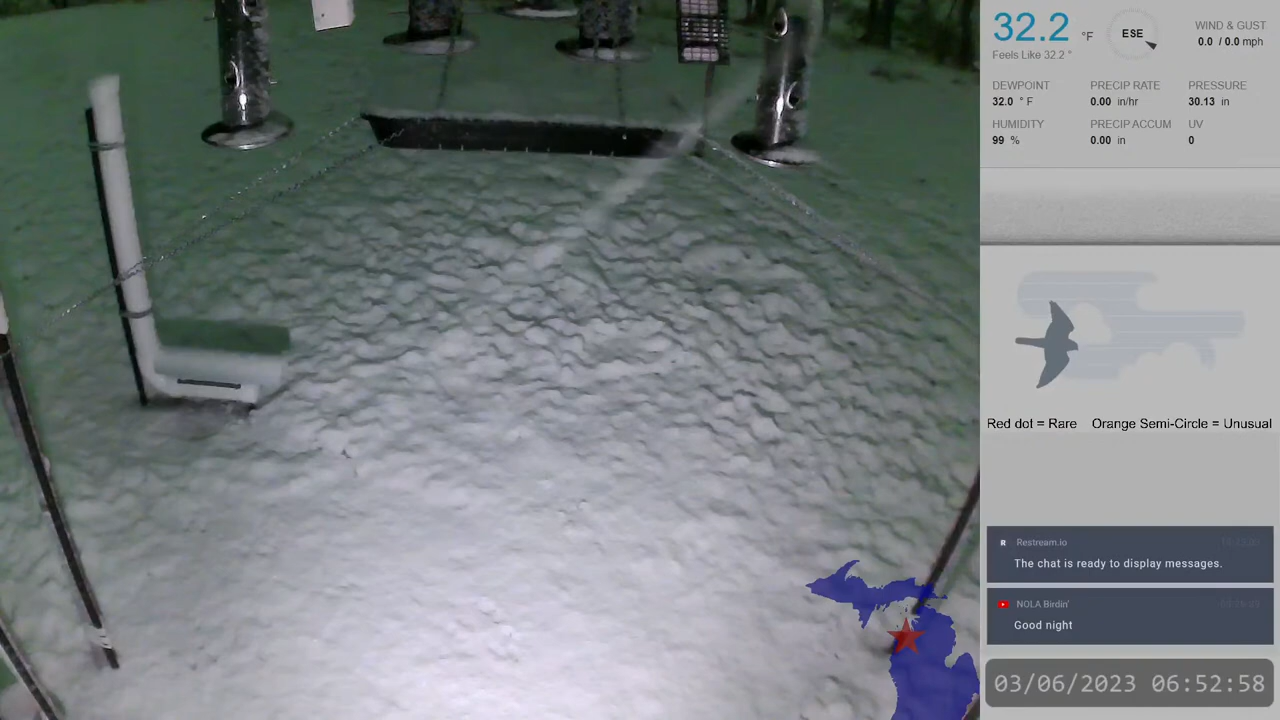 32.2 °F
Feels Like 32.2 °
ESE
WIND & GUST
0.0 / 0.0 mph
DEWPOINT
32.0 ° F
PRECIP RATE
0.00 in/hr
PRESSURE
30.13 in
HUMIDITY
99 %
PRECIP ACCUM
0.00 in
UV
0
Red dot = Rare Orange Semi-Circle = Unusual
R Restream.io
The chat is ready to display messages.
NOLA Birdin'
Good night
03/06/2023 06:52:58